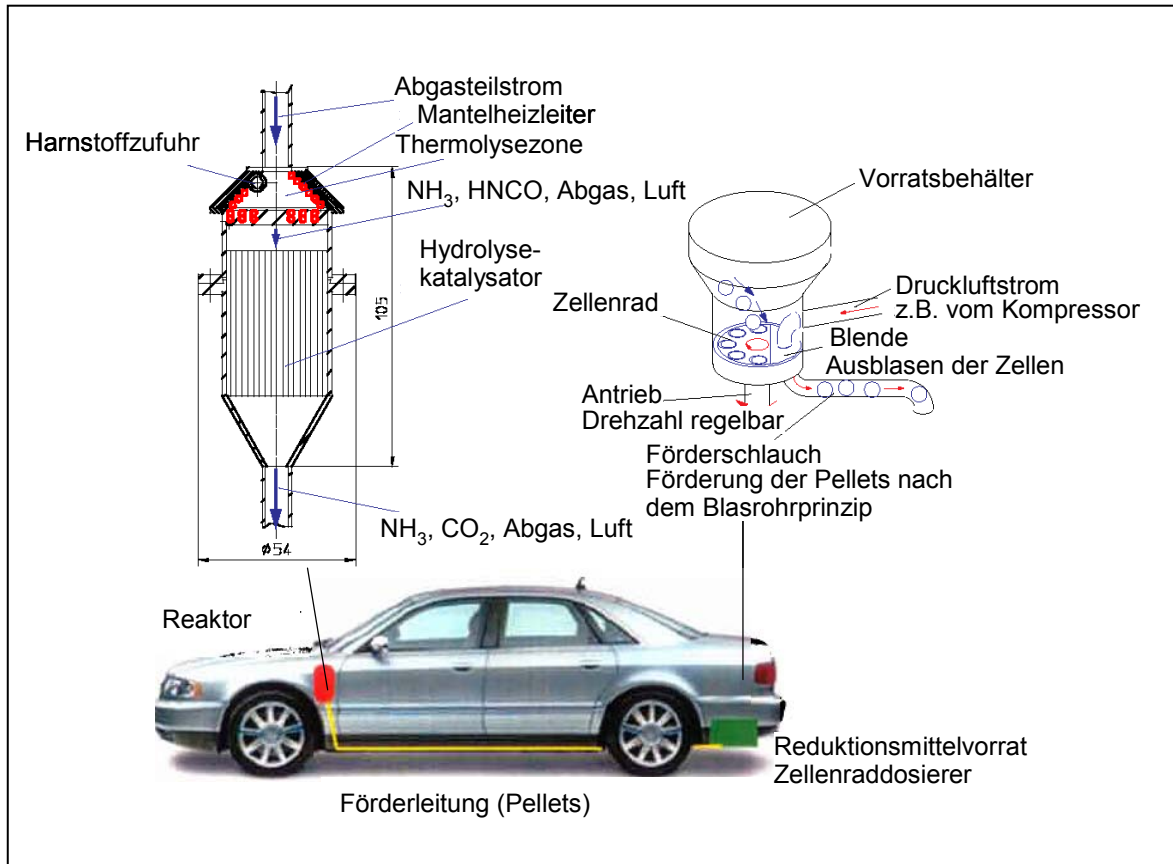 Abgasteilstrom
Mantelheizleiter
Harnstoffzufuhr
Thermolysezone
NH₃, HNCO, Abgas, Luft
Hydrolyse-
katalysator
105
NH₃, CO₂, Abgas, Luft
ø54
Vorratsbehälter
Druckluftstrom
z.B. vom Kompressor
Zellenrad
Blende
Ausblasen der Zellen
Antrieb
Drehzahl regelbar
Förderschlauch
Förderung der Pellets nach
dem Blasrohrprinzip
Reaktor
Reduktionsmittelvorrat
Zellenraddosierer
Förderleitung (Pellets)